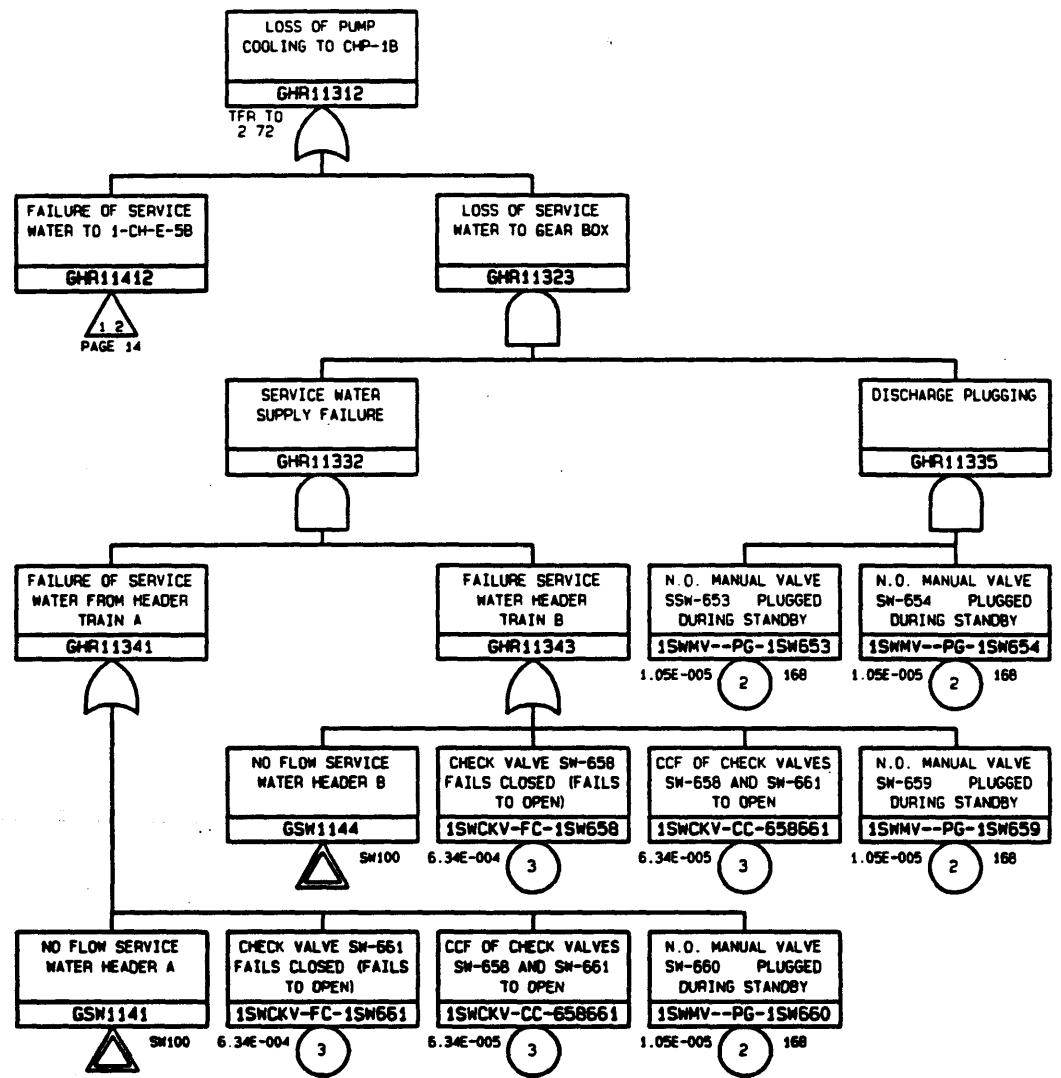 LOSS OF PUMP
COOLING TO CHP-1B
GHR11312
TFR TO
2 72
FAILURE OF SERVICE
WATER TO 1-CH-E-5B
GHR11412
1 2
PAGE 14
LOSS OF SERVICE
WATER TO GEAR BOX
GHR11323
SERVICE WATER
SUPPLY FAILURE
GHR11332
DISCHARGE PLUGGING
GHR11335
FAILURE OF SERVICE
WATER FROM HEADER
TRAIN A
GHR11341
FAILURE SERVICE
WATER HEADER
TRAIN B
GHR11343
N.O. MANUAL VALVE
SSW-653 PLUGGED
DURING STANDBY
1SWMV--PG-1SW653
1.05E-005
2
168
N.O. MANUAL VALVE
SW-654 PLUGGED
DURING STANDBY
1SWMV--PG-1SW654
1.05E-005
2
168
NO FLOW SERVICE
WATER HEADER B
GSW1144
SW100
CHECK VALVE SW-658
FAILS CLOSED (FAILS
TO OPEN)
1SWCKV-FC-1SW658
6.34E-004
3
CCF OF CHECK VALVES
SW-658 AND SW-661
TO OPEN
1SWCKV-CC-658661
6.34E-005
3
N.O. MANUAL VALVE
SW-659 PLUGGED
DURING STANDBY
1SWMV--PG-1SW659
1.05E-005
2
168
NO FLOW SERVICE
WATER HEADER A
GSW1141
SW100
CHECK VALVE SW-661
FAILS CLOSED (FAILS
TO OPEN)
1SWCKV-FC-1SW661
6.34E-004
3
CCF OF CHECK VALVES
SW-658 AND SW-661
TO OPEN
1SWCKV-CC-658661
6.34E-005
3
N.O. MANUAL VALVE
SW-660 PLUGGED
DURING STANDBY
1SWMV--PG-1SW660
1.05E-005
2
168